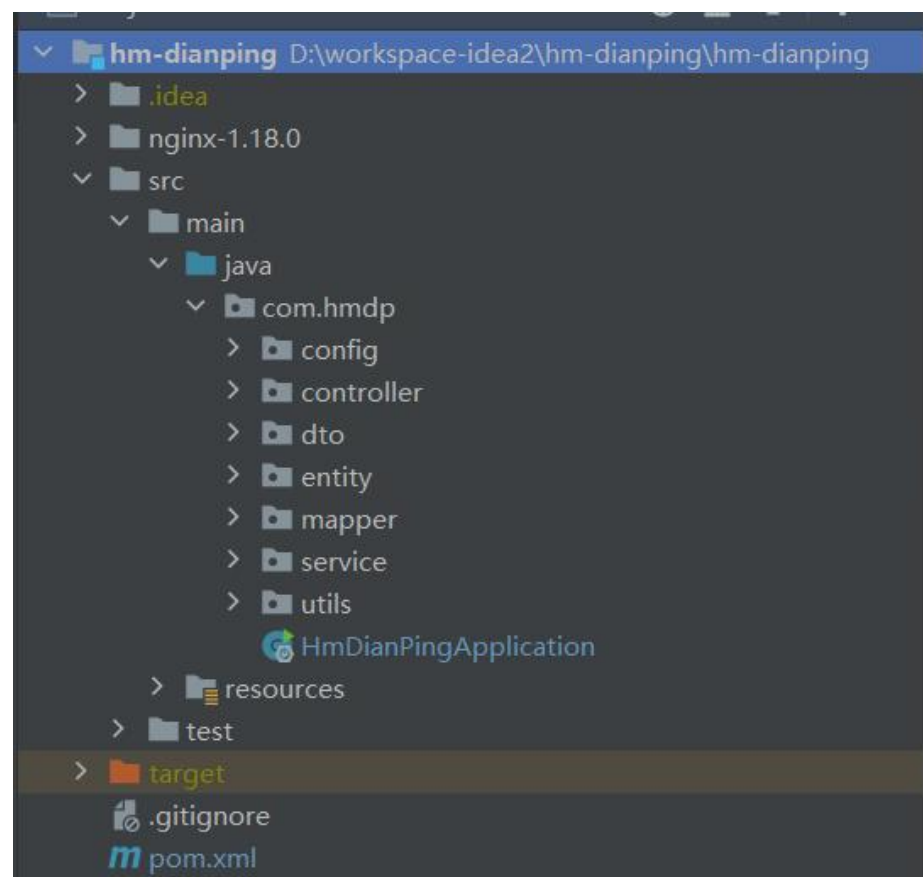 hm-dianping D:\workspace-idea2\hm-dianping\hm-dianping
.idea
nginx-1.18.0
src
main
java
com.hmdp
config
controller
dto
entity
mapper
service
utils
HmDianPingApplication
resources
test
target
.gitignore
pom.xml